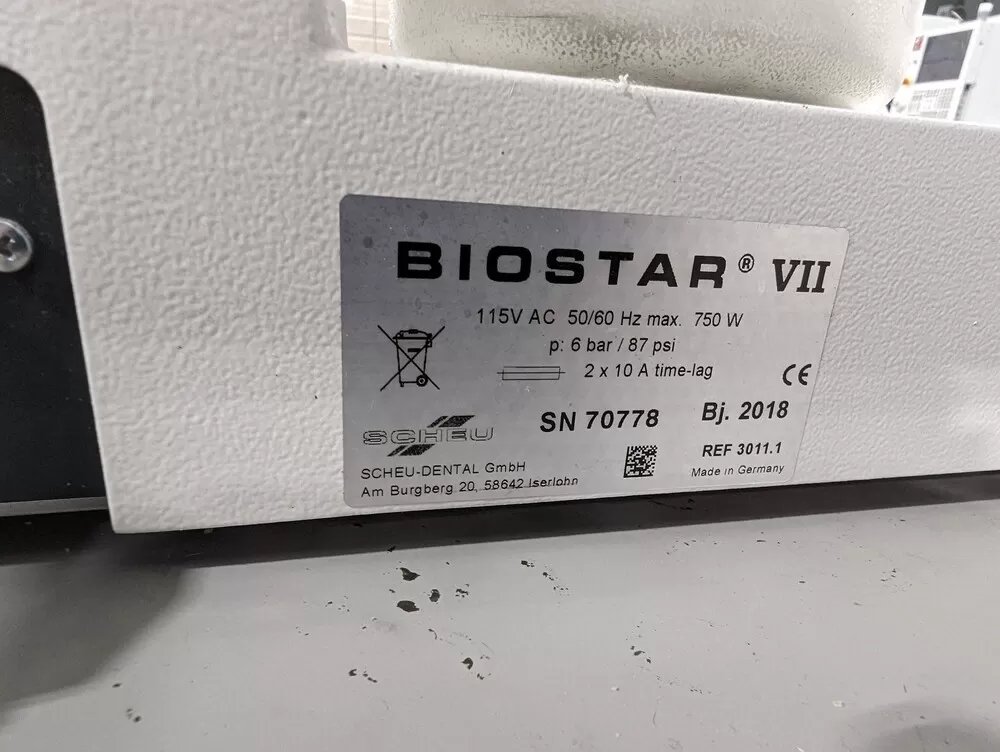 BIOSTAR® VII
115V AC 50/60 Hz max. 750 W
p: 6 bar / 87 psi
2 x 10 A time-lag
CE
SN 70778 Bj. 2018
SCHEU
REF 3011.1
SCHEU-DENTAL GmbH
Made in Germany
Am Burgberg 20, 58642 Iserlohn